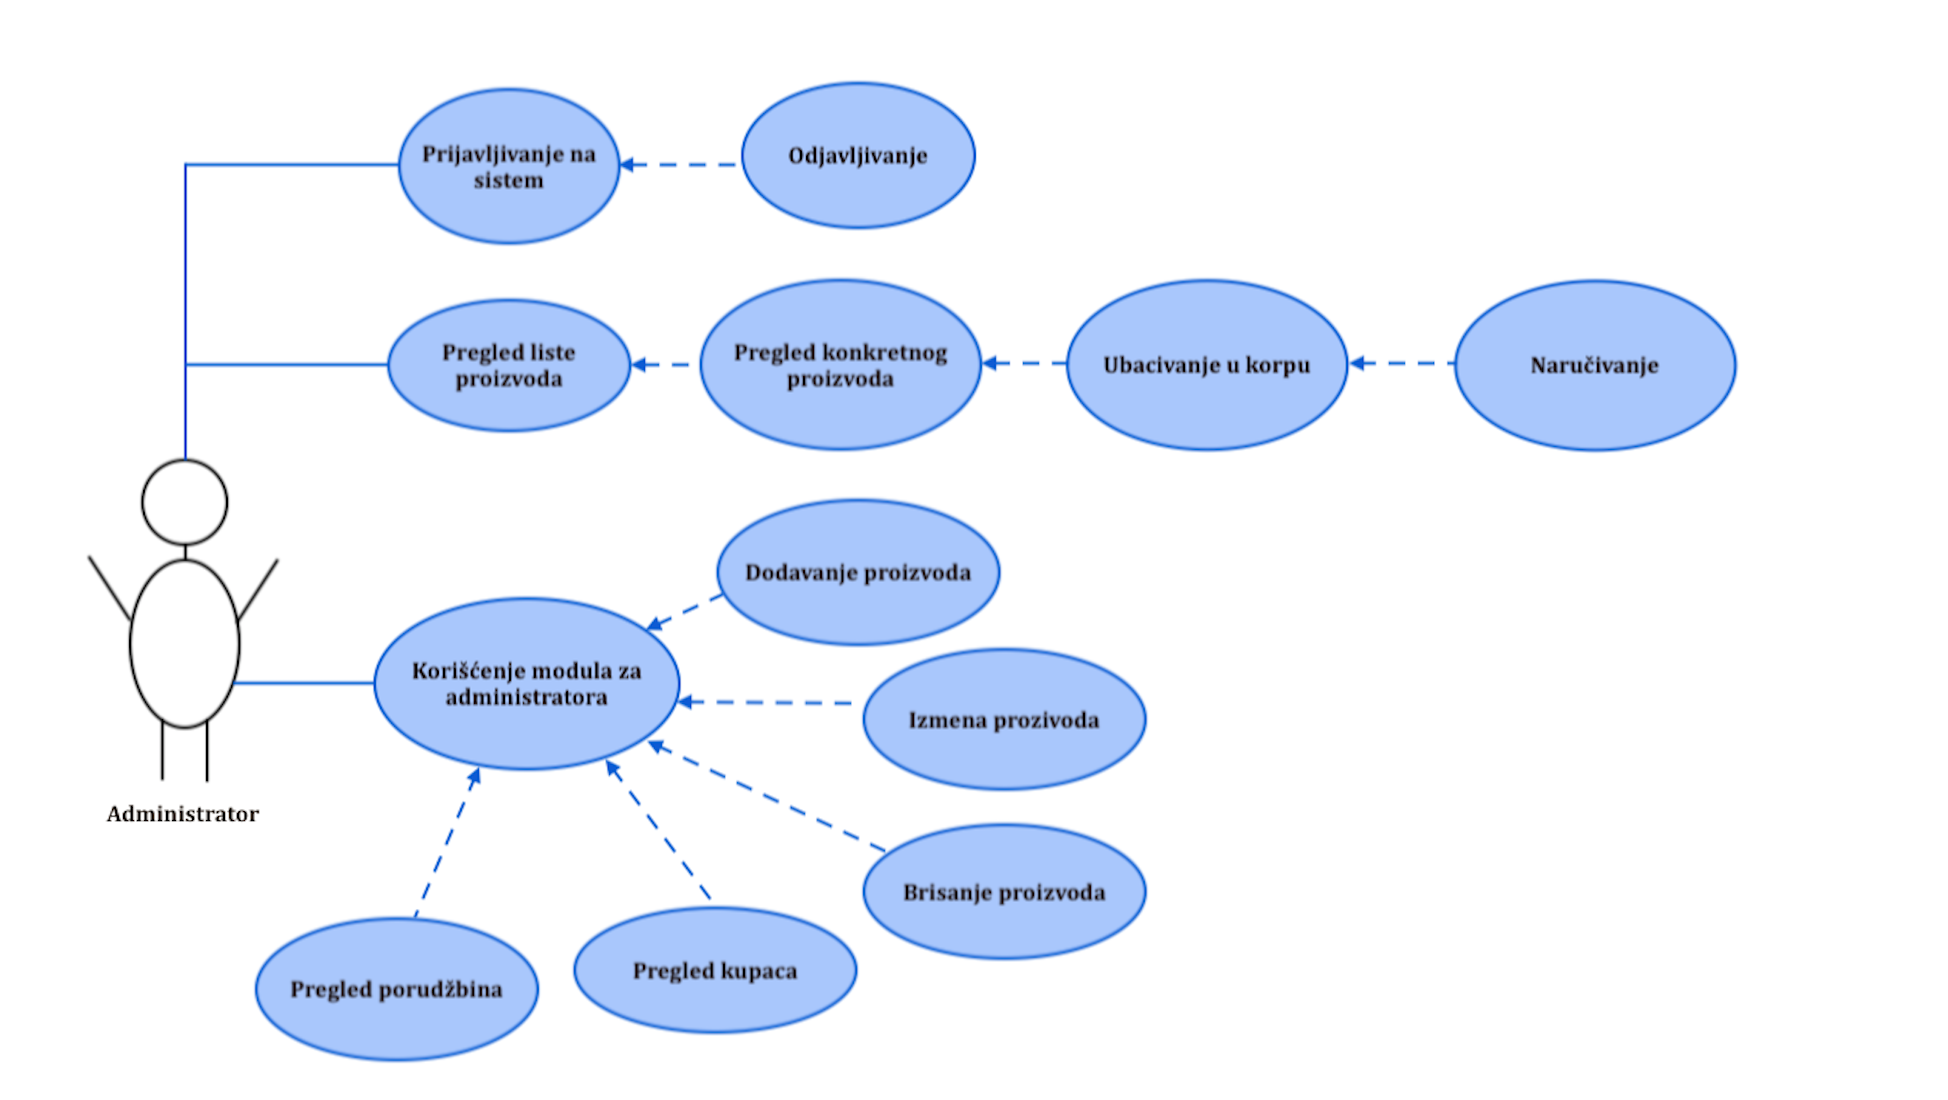 Prijavljivanje na
sistem
Odjavljivanje
Pregled liste
proizvoda
Pregled konkretnog
proizvoda
Ubacivanje u korpu
Naručivanje
Dodavanje proizvoda
Korišćenje modula za
administratora
Izmena prozivoda
Administrator
Brisanje proizvoda
Pregled kupaca
Pregled porudžbina